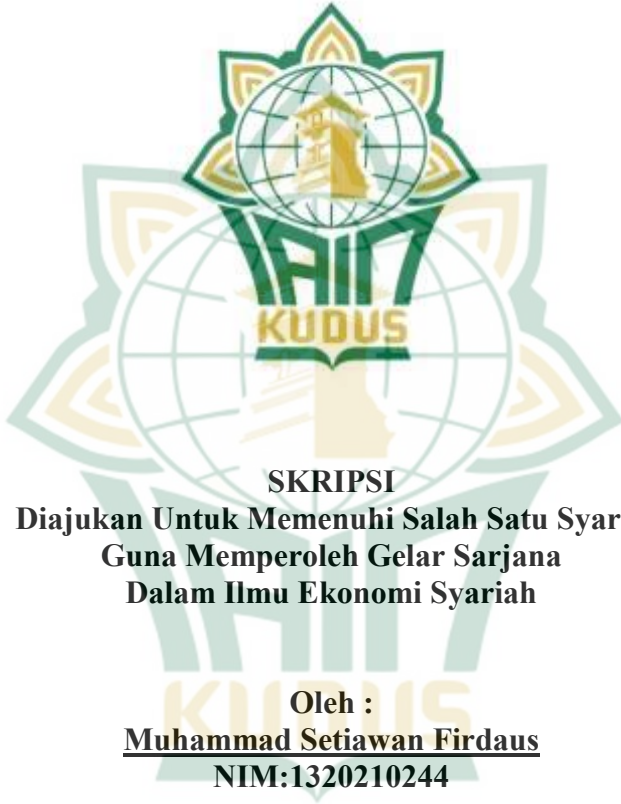 IAIN
KUDUS
SKRIPSI
Diajukan Untuk Memenuhi Salah Satu Syar
Guna Memperoleh Gelar Sarjana
Dalam Ilmu Ekonomi Syariah
Oleh :
Muhammad Setiawan Firdaus
NIM:1320210244